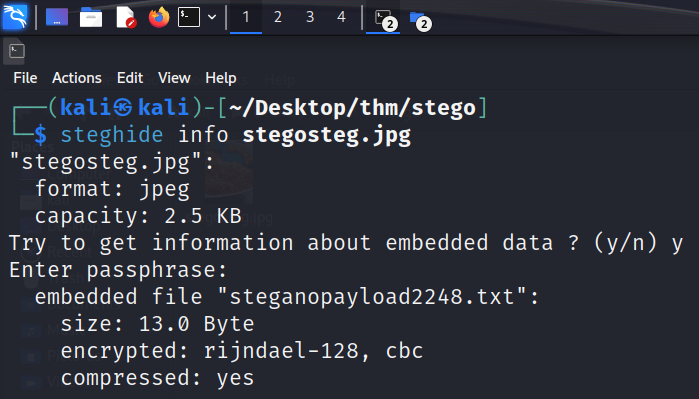 1 2 3 4 2 2
File Actions Edit View Help
┌──(kali㉿kali)-[~/Desktop/thm/stego]
└─$ steghide info stegosteg.jpg
"stegosteg.jpg":
  format: jpeg
  capacity: 2.5 KB
Try to get information about embedded data ? (y/n) y
Enter passphrase:
  embedded file "steganopayload2248.txt":
    size: 13.0 Byte
    encrypted: rijndael-128, cbc
    compressed: yes